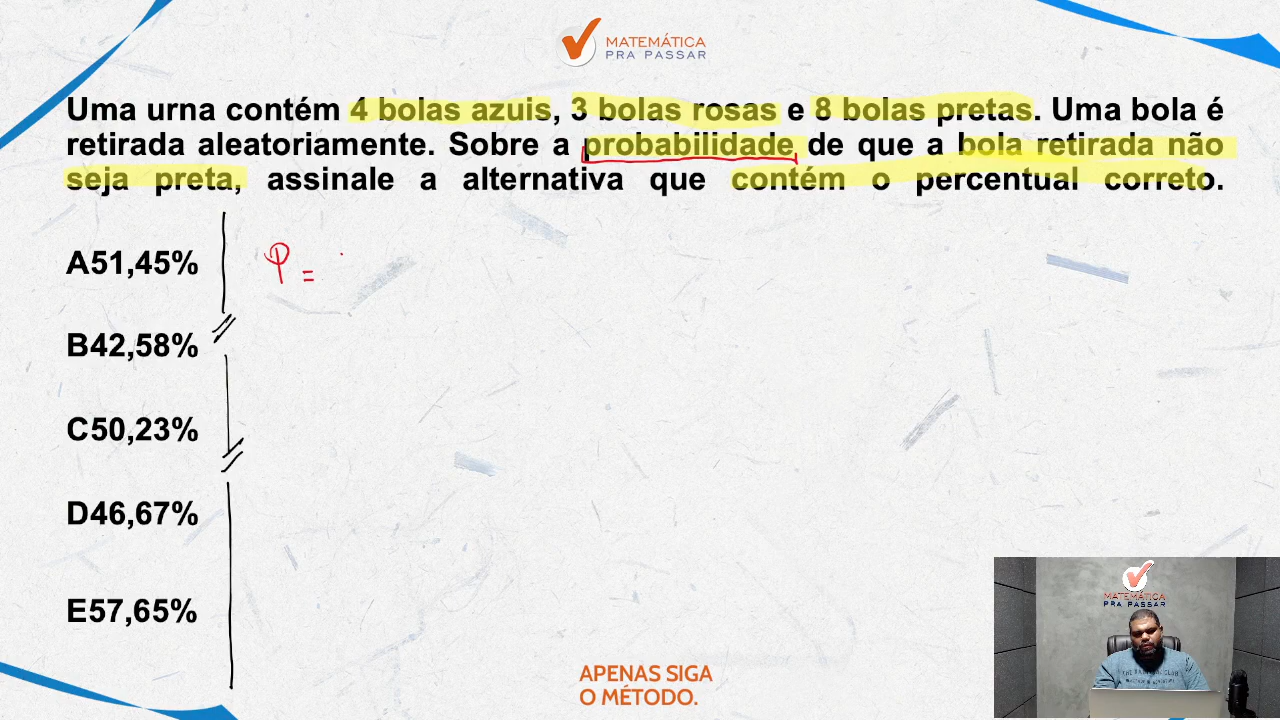 MATEMÁTICA
PRA PASSAR
Uma urna contém 4 bolas azuis, 3 bolas rosas e 8 bolas pretas. Uma bola é
retirada aleatoriamente. Sobre a probabilidade de que a bola retirada não
seja preta, assinale a alternativa que contém o percentual correto.
A51,45%
P =
B42,58%
C50,23%
D46,67%
E57,65%
MATEMÁTICA
PRA PASSAR
APENAS SIGA
O MÉTODO.